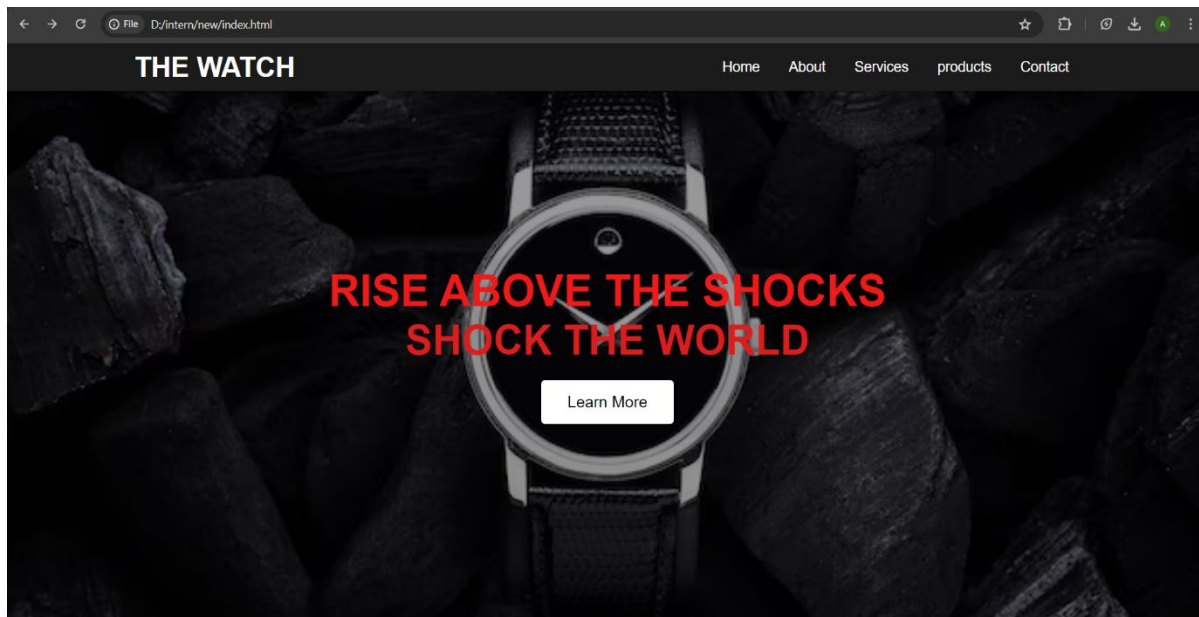 File D:/intern/new/index.html
A
THE WATCH Home About Services products Contact
RISE ABOVE THE SHOCKS
SHOCK THE WORLD
Learn More